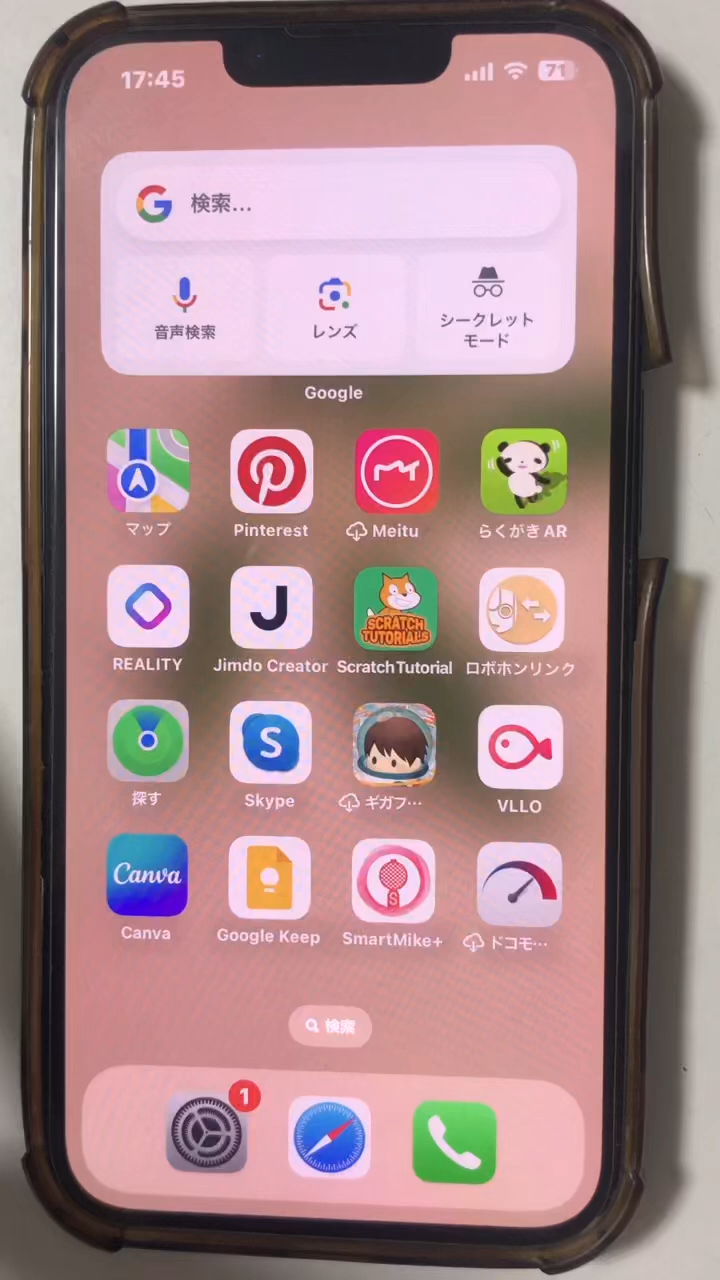 17:45
71
検索...
音声検索
レンズ
シークレット
モード
Google
マップ
Pinterest
Meitu
らくがき AR
REALITY
Jimdo Creator
SCRATCH
TUTORIALS
ScratchTutorial
ロボホンリンク
探す
Skype
ギガフ…
VLLO
Canva
Canva
Google Keep
SmartMike+
ドコモ…
検索
1